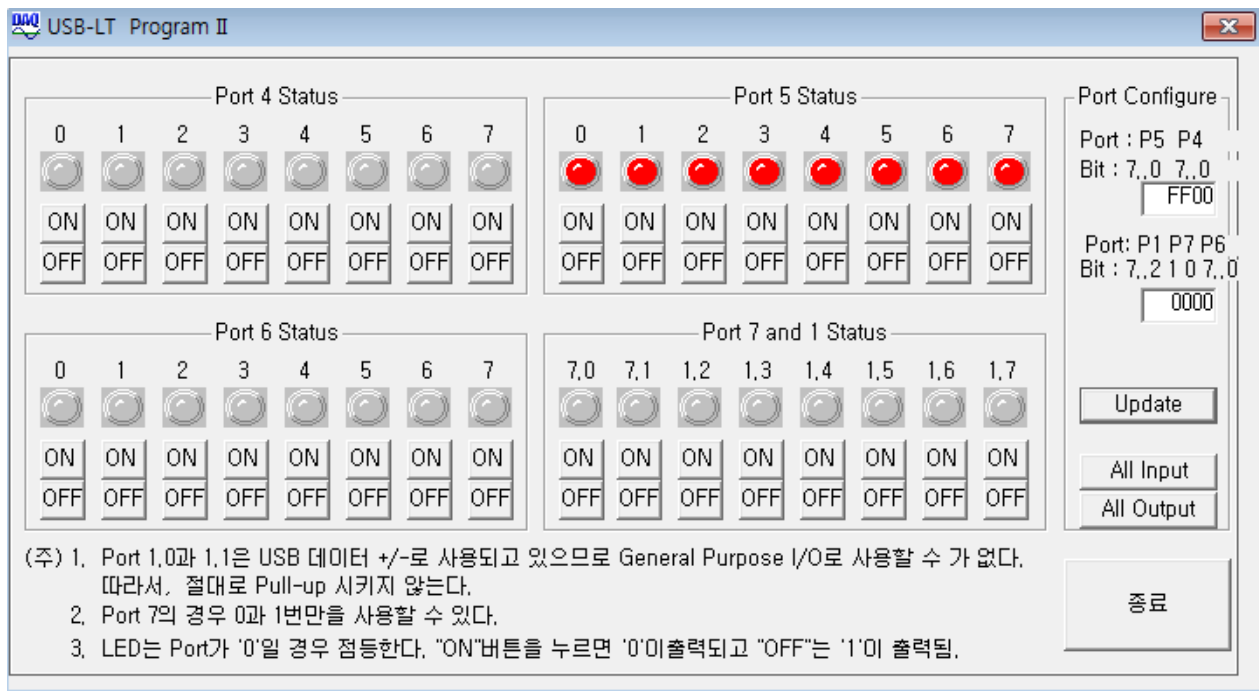 DAQ USB-LT Program II
Port 4 Status
0 1 2 3 4 5 6 7
ON ON ON ON ON ON ON ON
OFF OFF OFF OFF OFF OFF OFF OFF
Port 5 Status
0 1 2 3 4 5 6 7
ON ON ON ON ON ON ON ON
OFF OFF OFF OFF OFF OFF OFF OFF
Port 6 Status
0 1 2 3 4 5 6 7
ON ON ON ON ON ON ON ON
OFF OFF OFF OFF OFF OFF OFF OFF
Port 7 and 1 Status
7,0 7,1 1,2 1,3 1,4 1,5 1,6 1,7
ON ON ON ON ON ON ON ON
OFF OFF OFF OFF OFF OFF OFF OFF
Port Configure
Port : P5 P4
Bit : 7,,0 7,,0
FF00
Port: P1 P7 P6
Bit : 7,,2 1 0 7,,0
0000
Update
All Input
All Output
(주) 1, Port 1,0과 1,1은 USB 데이터 +/-로 사용되고 있으므로 General Purpose I/O로 사용할 수 가 없다,
따라서, 절대로 Pull-up 시키지 않는다,
2, Port 7의 경우 0과 1번만을 사용할 수 있다,
3, LED는 Port가 '0'일 경우 점등한다, "ON"버튼을 누르면 '0'이출력되고 "OFF"는 '1'이 출력됨,
종료